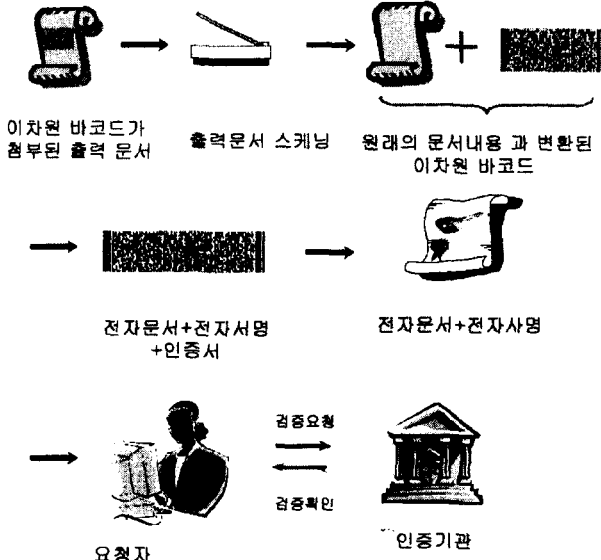 이차원 바코드가
첨부된 출력 문서
출력문서 스케닝
원래의 문서내용 과 변환된
이차원 바코드
전자문서+전자서명
+인증서
전자문서+전자사명
검증요청
검증확인
요청자
인증기관